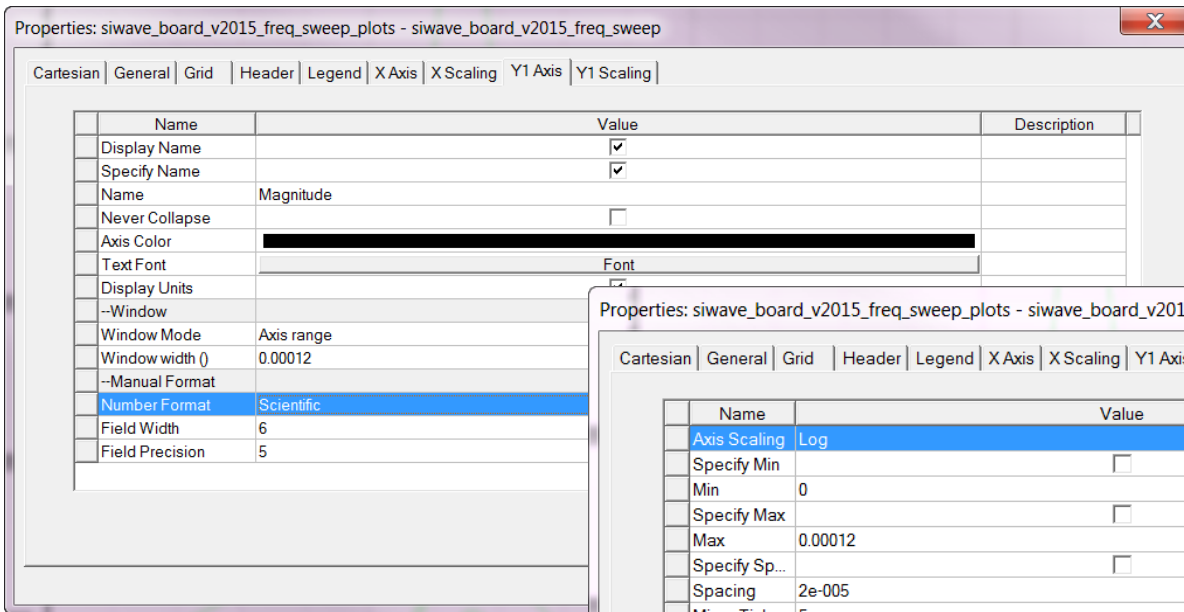 Properties: siwave_board_v2015_freq_sweep_plots - siwave_board_v2015_freq_sweep
X
Cartesian General Grid Header Legend X Axis X Scaling Y1 Axis Y1 Scaling
Name Value Description
Display Name
Specify Name
Name Magnitude
Never Collapse
Axis Color
Text Font Font
Display Units
--Window
Window Mode Axis range
Window width () 0.00012
--Manual Format
Number Format Scientific
Field Width 6
Field Precision 5
Properties: siwave_board_v2015_freq_sweep_plots - siwave_board_v201
Cartesian General Grid Header Legend X Axis X Scaling Y1 Axi
Name Value
Axis Scaling Log
Specify Min
Min 0
Specify Max
Max 0.00012
Specify Sp...
Spacing 2e-005